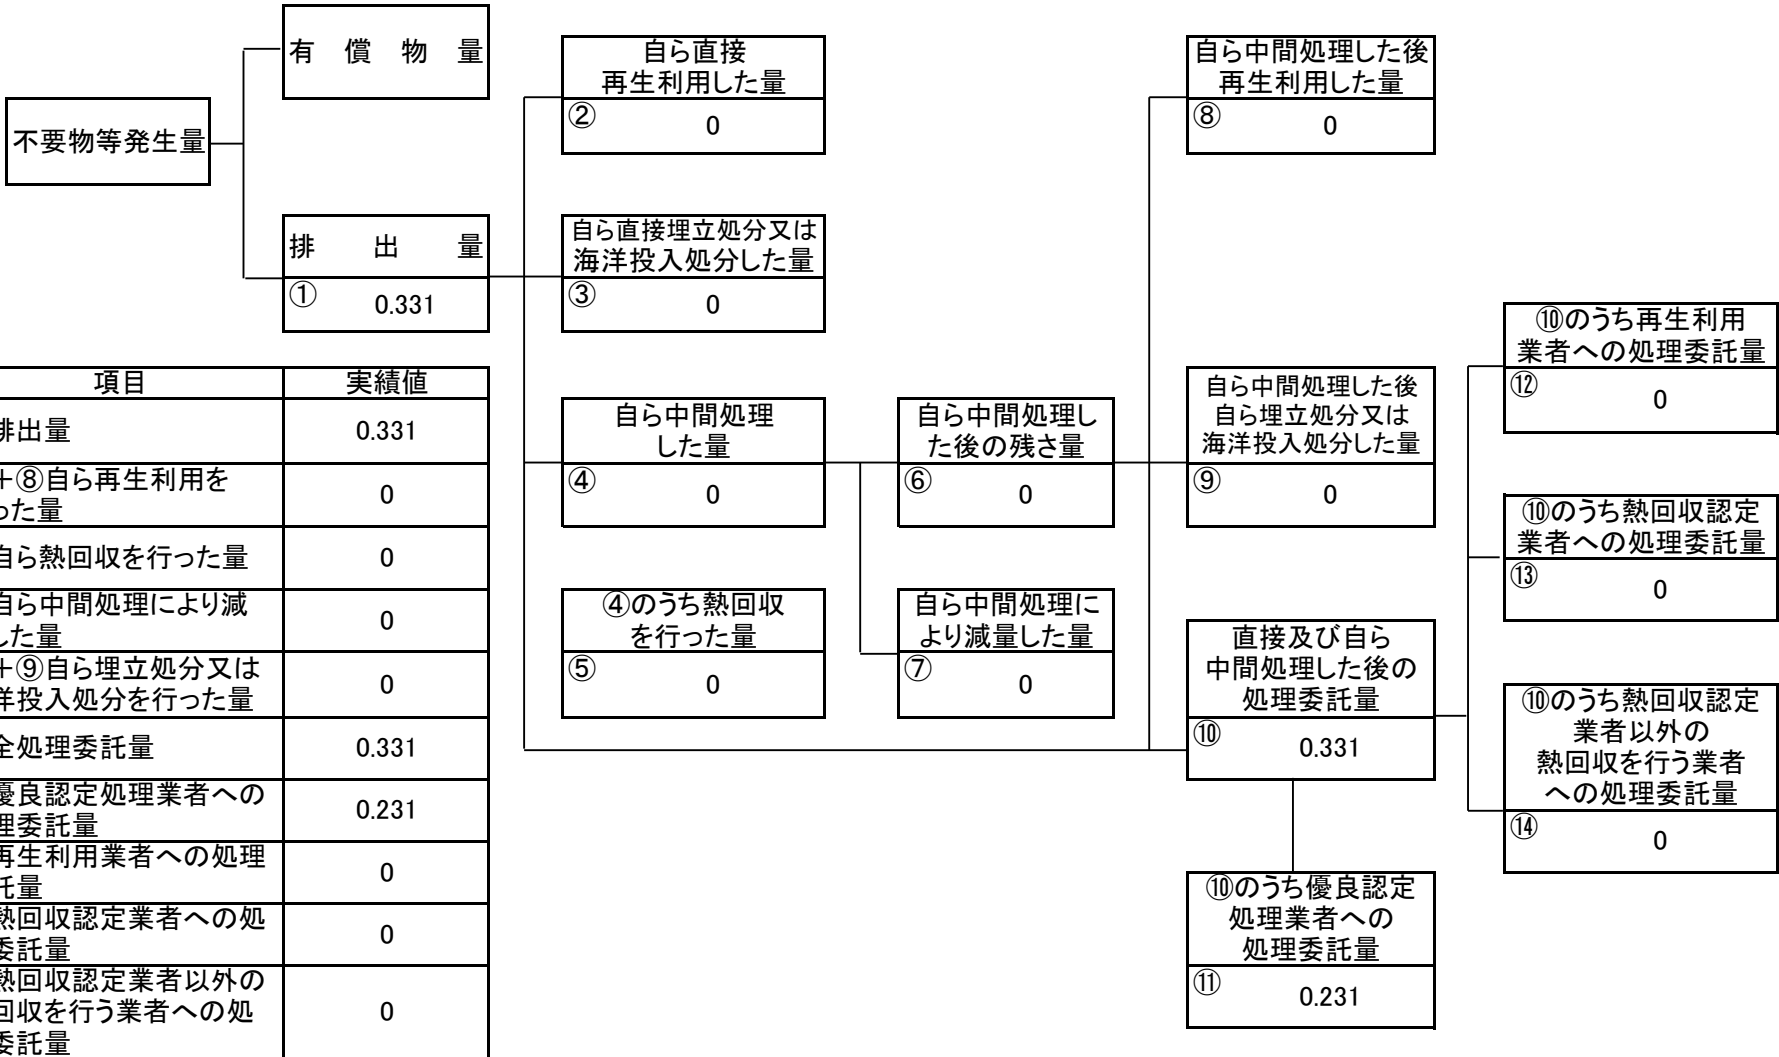 有償物量
不要物等発生量
排出量
① 0.331
自ら直接
再生利用した量
② 0
自ら直接埋立処分又は
海洋投入処分した量
③ 0
自ら中間処理
した量
④ 0
④のうち熱回収
を行った量
⑤ 0
自ら中間処理し
た後の残さ量
⑥ 0
自ら中間処理に
より減量した量
⑦ 0
自ら中間処理した後
再生利用した量
⑧ 0
自ら中間処理した後
自ら埋立処分又は
海洋投入処分した量
⑨ 0
直接及び自ら
中間処理した後の
処理委託量
⑩ 0.331
⑩のうち優良認定
処理業者への
処理委託量
⑪ 0.231
⑩のうち再生利用
業者への処理委託量
⑫ 0
⑩のうち熱回収認定
業者への処理委託量
⑬ 0
⑩のうち熱回収認定
業者以外の
熱回収を行う業者
への処理委託量
⑭ 0
項目 実績値
排出量 0.331
+⑧自ら再生利用を
った量
0
自ら熱回収を行った量 0
自ら中間処理により減
した量
0
+⑨自ら埋立処分又は
洋投入処分を行った量
0
全処理委託量 0.331
優良認定処理業者への
理委託量
0.231
再生利用業者への処理
託量
0
熱回収認定業者への処
委託量
0
熱回収認定業者以外の
回収を行う業者への処
委託量
0